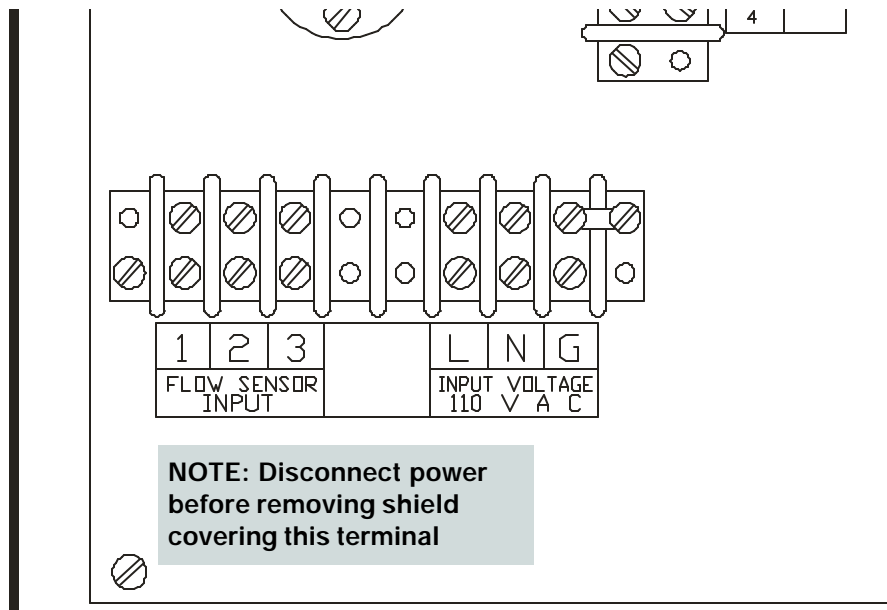 4
1 2 3 L N G
FLOW SENSOR
INPUT
INPUT VOLTAGE
110 V A C
NOTE: Disconnect power
before removing shield
covering this terminal